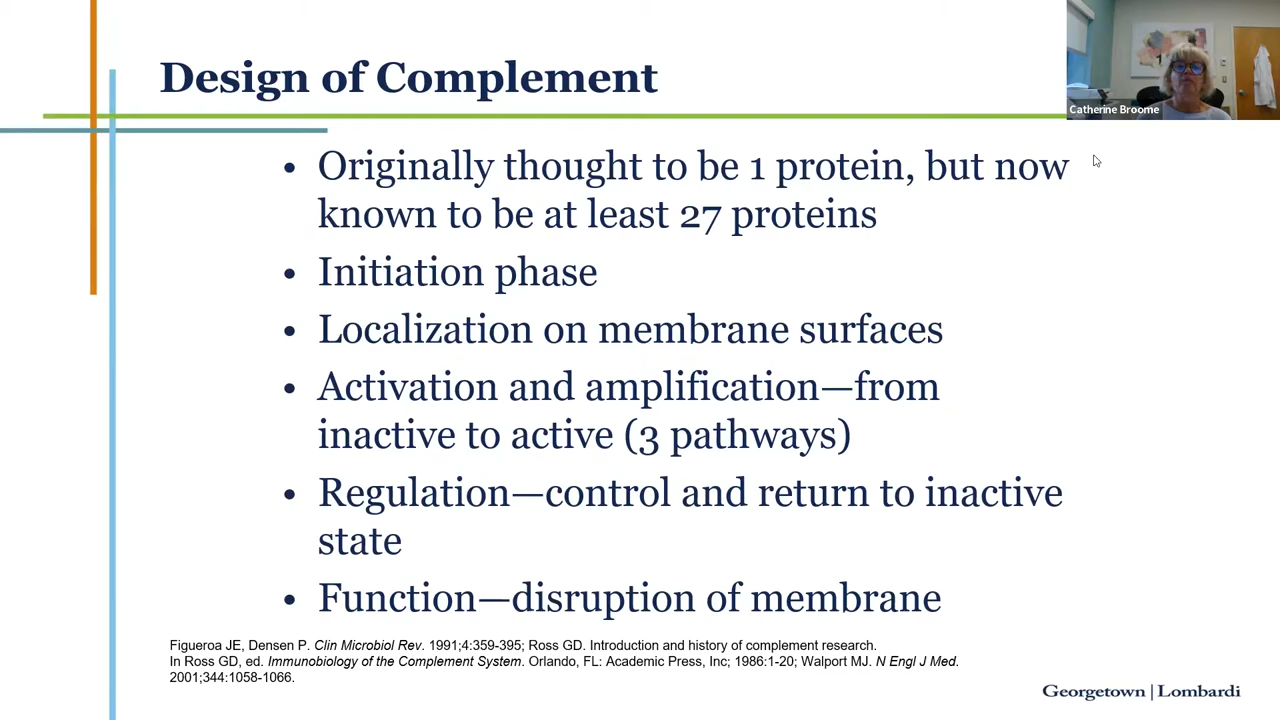 Design of Complement
Catherine Broome
• Originally thought to be 1 protein, but now
known to be at least 27 proteins
• Initiation phase
• Localization on membrane surfaces
• Activation and amplification—from
inactive to active (3 pathways)
• Regulation—control and return to inactive
state
• Function—disruption of membrane
Figueroa JE, Densen P. Clin Microbiol Rev. 1991;4:359-395; Ross GD. Introduction and history of complement research.
In Ross GD, ed. Immunobiology of the Complement System. Orlando, FL: Academic Press, Inc; 1986:1-20; Walport MJ. N Engl J Med.
2001;344:1058-1066.
Georgetown | Lombardi